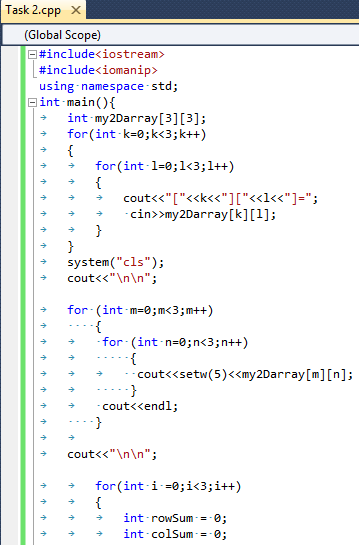 Task 2.cpp
(Global Scope)
#include<iostream>
#include<iomanip>
using namespace std;
int main(){
int my2Darray[3][3];
for(int k=0;k<3;k++)
{
for(int l=0;l<3;l++)
{
cout<<"["<<k<<"]["<<l<<"]=";
cin>>my2Darray[k][l];
}
}
system("cls");
cout<<"\n\n";
for (int m=0;m<3;m++)
{
for (int n=0;n<3;n++)
{
cout<<setw(5)<<my2Darray[m][n];
}
cout<<endl;
}
cout<<"\n\n";
for(int i =0;i<3;i++)
{
int rowSum = 0;
int colSum = 0;